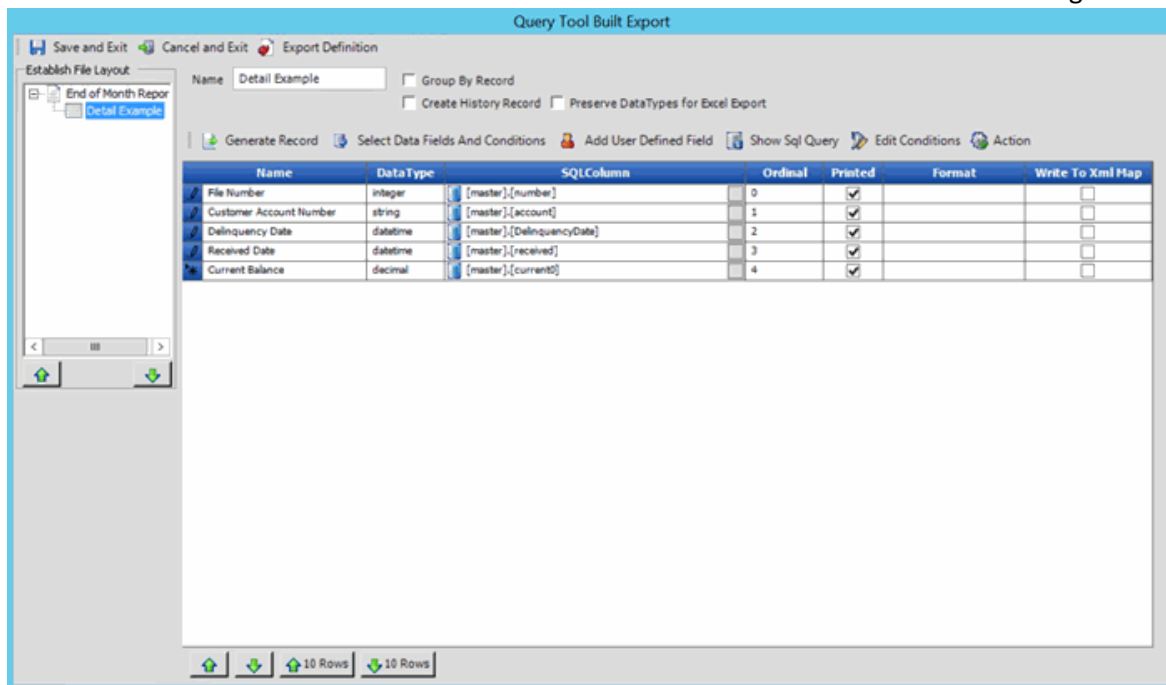 Query Tool Built Export
Save and Exit Cancel and Exit Export Definition
Establish File Layout
End of Month Repor
Detail Example
Name Detail Example Group By Record
Create History Record Preserve DataTypes for Excel Export
Generate Record Select Data Fields And Conditions Add User Defined Field Show Sql Query Edit Conditions Action
Name DataType SQLColumn Ordinal Printed Format Write To Xml Map
File Number integer [master].[number] 0
Customer Account Number string [master].[account] 1
Delinquency Date datetime [master].[DelinquencyDate] 2
Received Date datetime [master].[received] 3
Current Balance decimal [master].[current0] 4
10 Rows 10 Rows